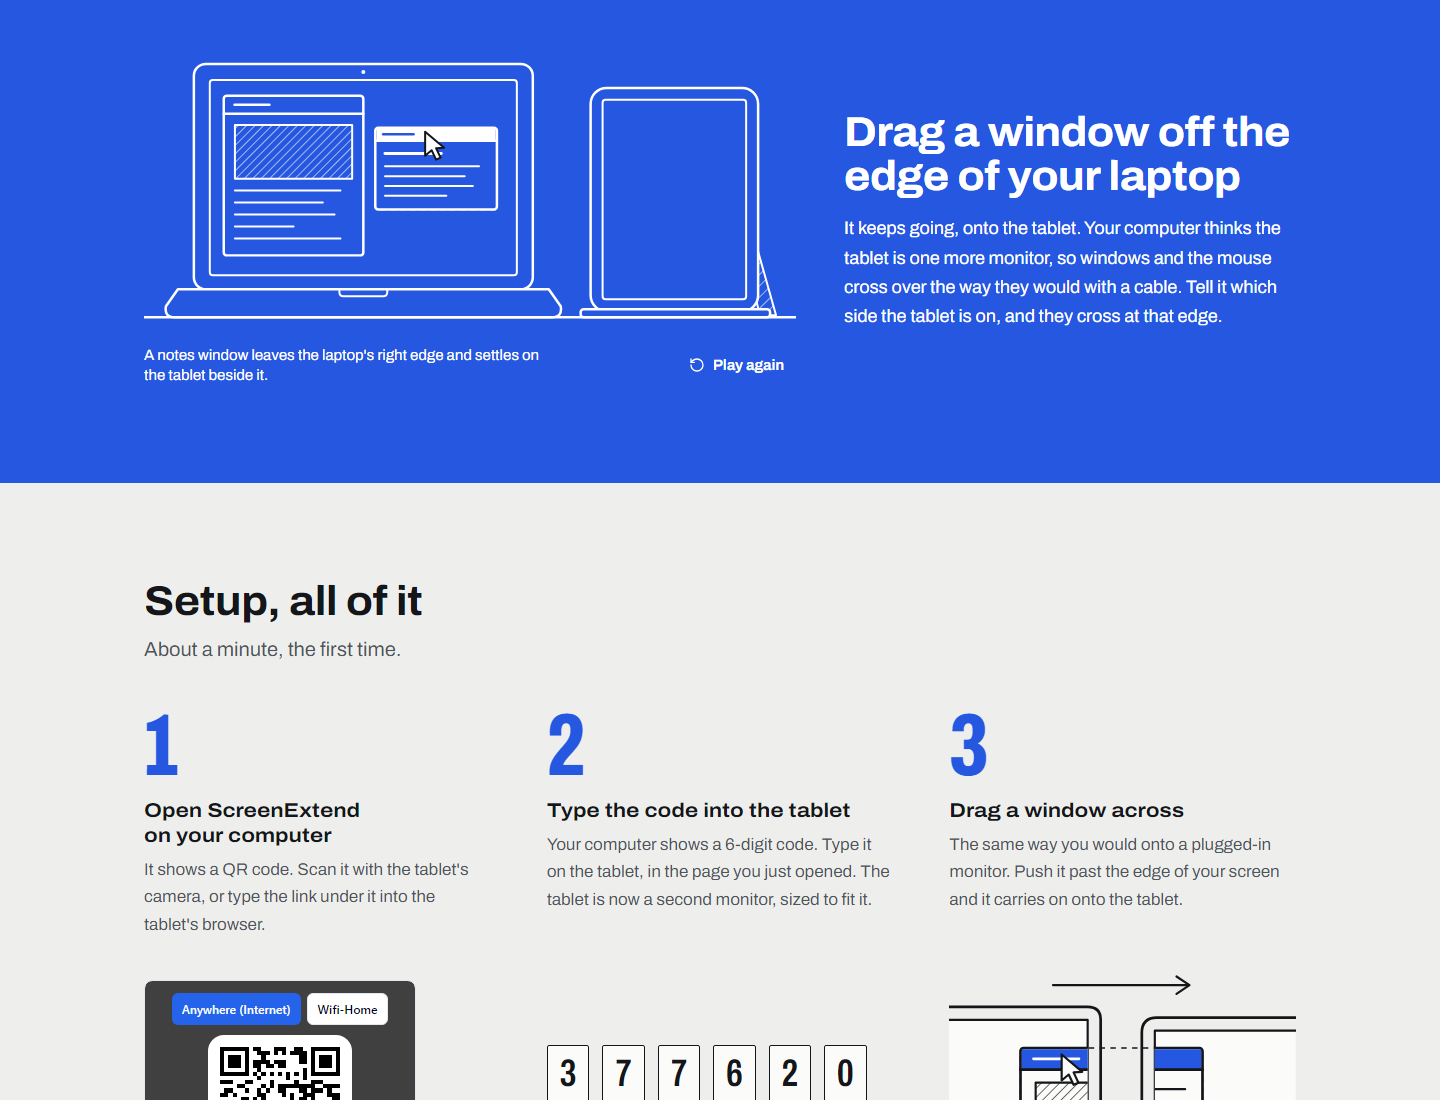 Drag a window off the
edge of your laptop
It keeps going, onto the tablet. Your computer thinks the
tablet is one more monitor, so windows and the mouse
cross over the way they would with a cable. Tell it which
side the tablet is on, and they cross at that edge.
A notes window leaves the laptop's right edge and settles on
the tablet beside it.
Play again
Setup, all of it
About a minute, the first time.
1
Open ScreenExtend
on your computer
It shows a QR code. Scan it with the tablet's
camera, or type the link under it into the
tablet's browser.
Anywhere (Internet)
Wifi-Home
2
Type the code into the tablet
Your computer shows a 6-digit code. Type it
on the tablet, in the page you just opened. The
tablet is now a second monitor, sized to fit it.
3 7 7 6 2 0
3
Drag a window across
The same way you would onto a plugged-in
monitor. Push it past the edge of your screen
and it carries on onto the tablet.